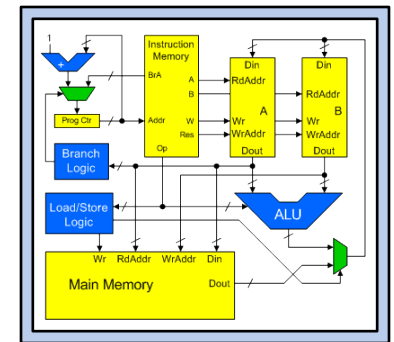 1
+
Prog Ctr
Instruction
Memory
BrA
A
B
Addr
W
Res
Op
Din
RdAddr
A
Wr
WrAddr
Dout
Din
RdAddr
B
Wr
WrAddr
Dout
Branch
Logic
Load/Store
Logic
ALU
Wr RdAddr WrAddr Din
Main Memory
Dout